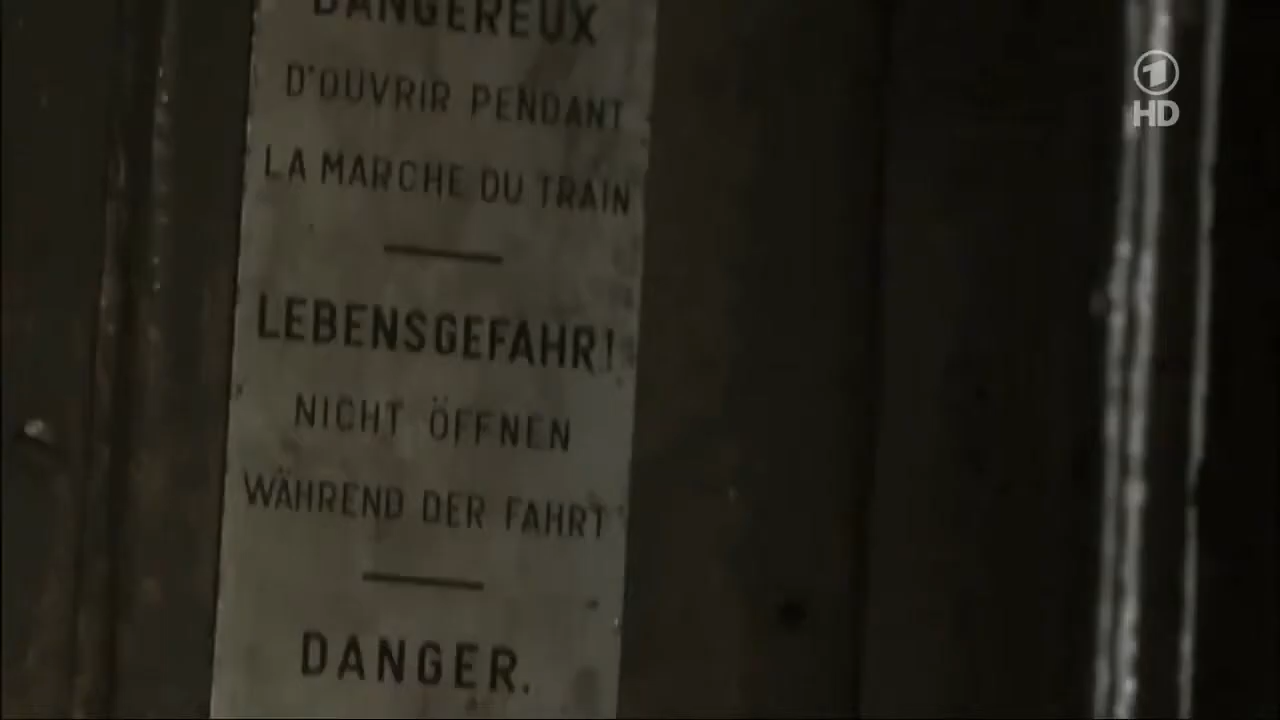 DANGEREUX
D'OUVRIR PENDANT
LA MARCHE DU TRAIN
LEBENSGEFAHR!
NICHT ÖFFNEN
WÄHREND DER FAHRT
DANGER.
1
HD